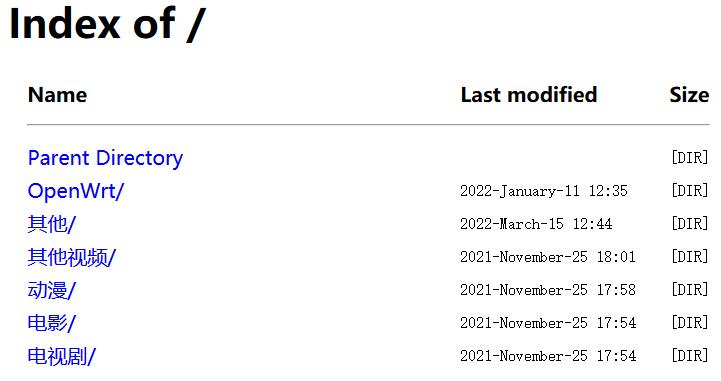 Index of /
Name Last modified Size
Parent Directory [DIR]
OpenWrt/ 2022-January-11 12:35 [DIR]
其他/ 2022-March-15 12:44 [DIR]
其他视频/ 2021-November-25 18:01 [DIR]
动漫/ 2021-November-25 17:58 [DIR]
电影/ 2021-November-25 17:54 [DIR]
电视剧/ 2021-November-25 17:54 [DIR]